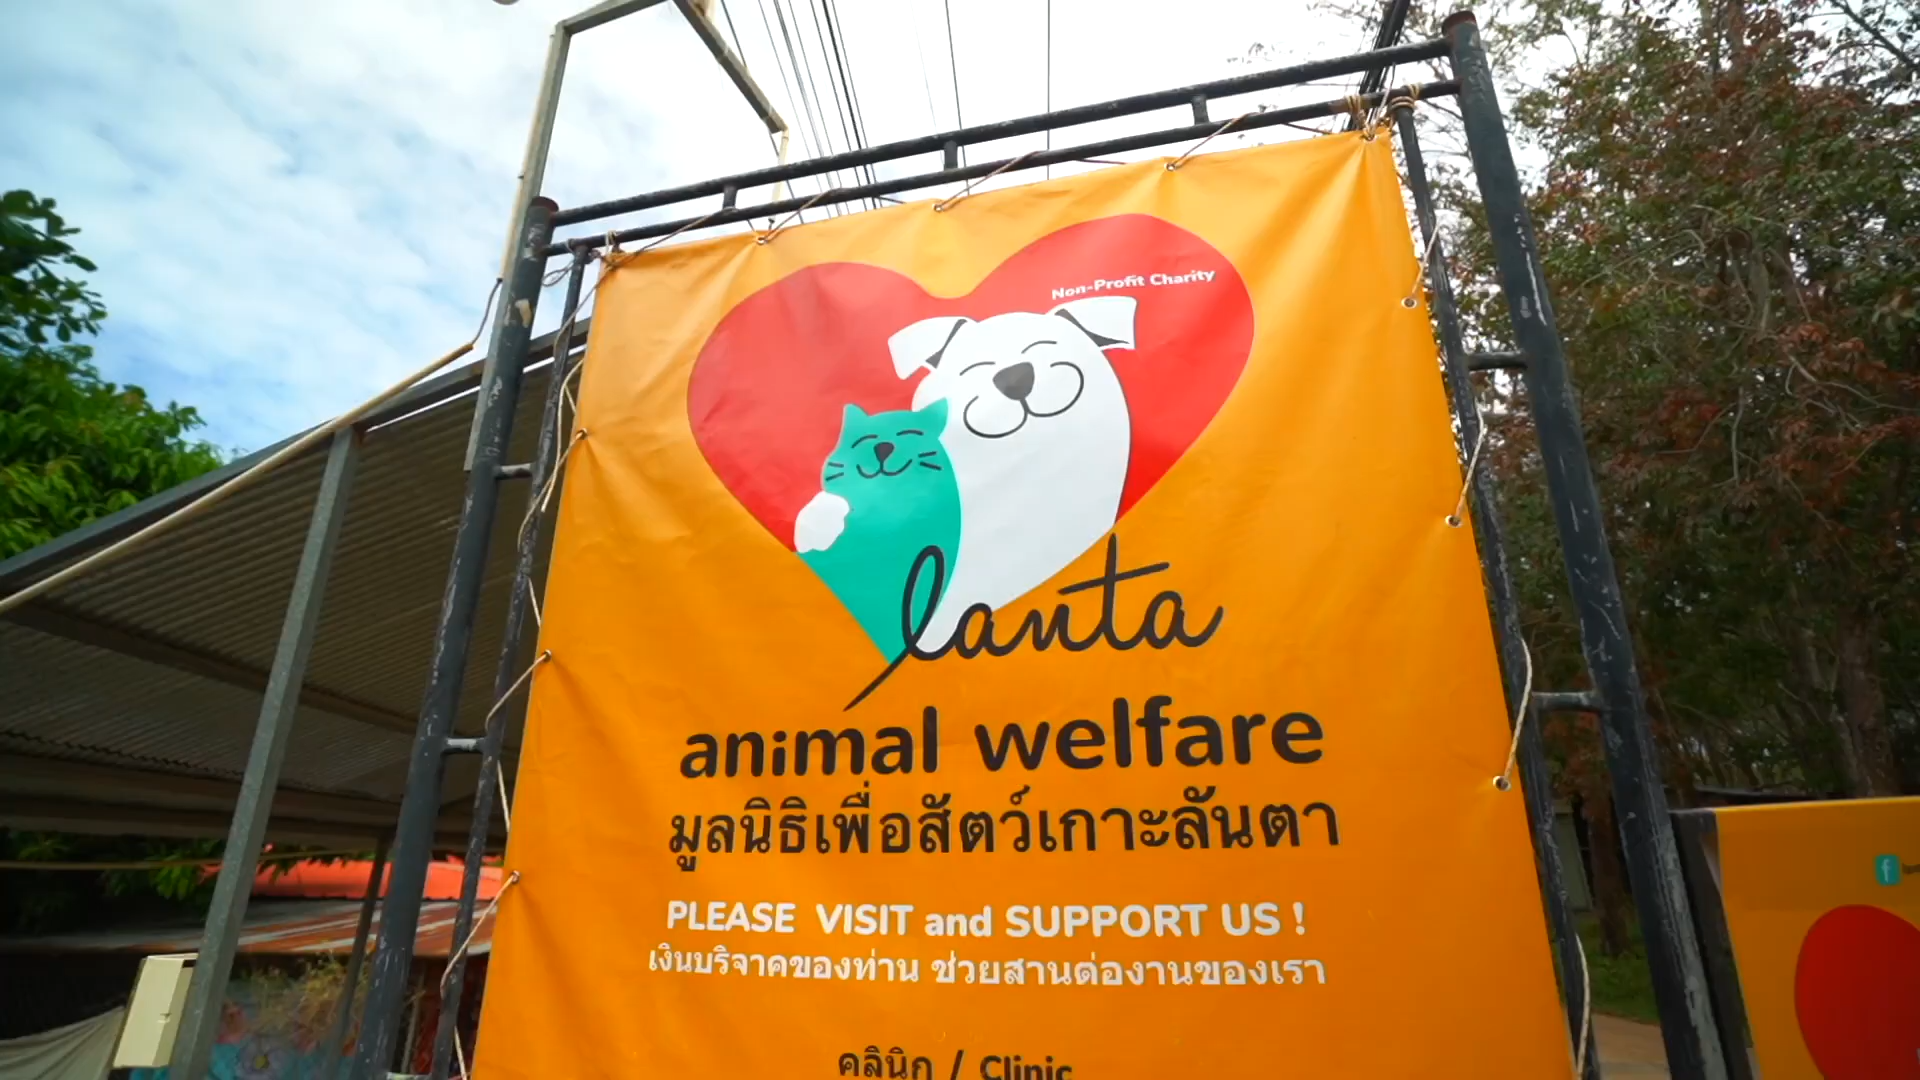 Non-Profit Charity
lanta
animal welfare
มูลนิธิเพื่อสัตว์เกาะลันตา
PLEASE VISIT and SUPPORT US !
เงินบริจาคของท่าน ช่วยสานต่องานของเรา
คลินิก / Clinic
f